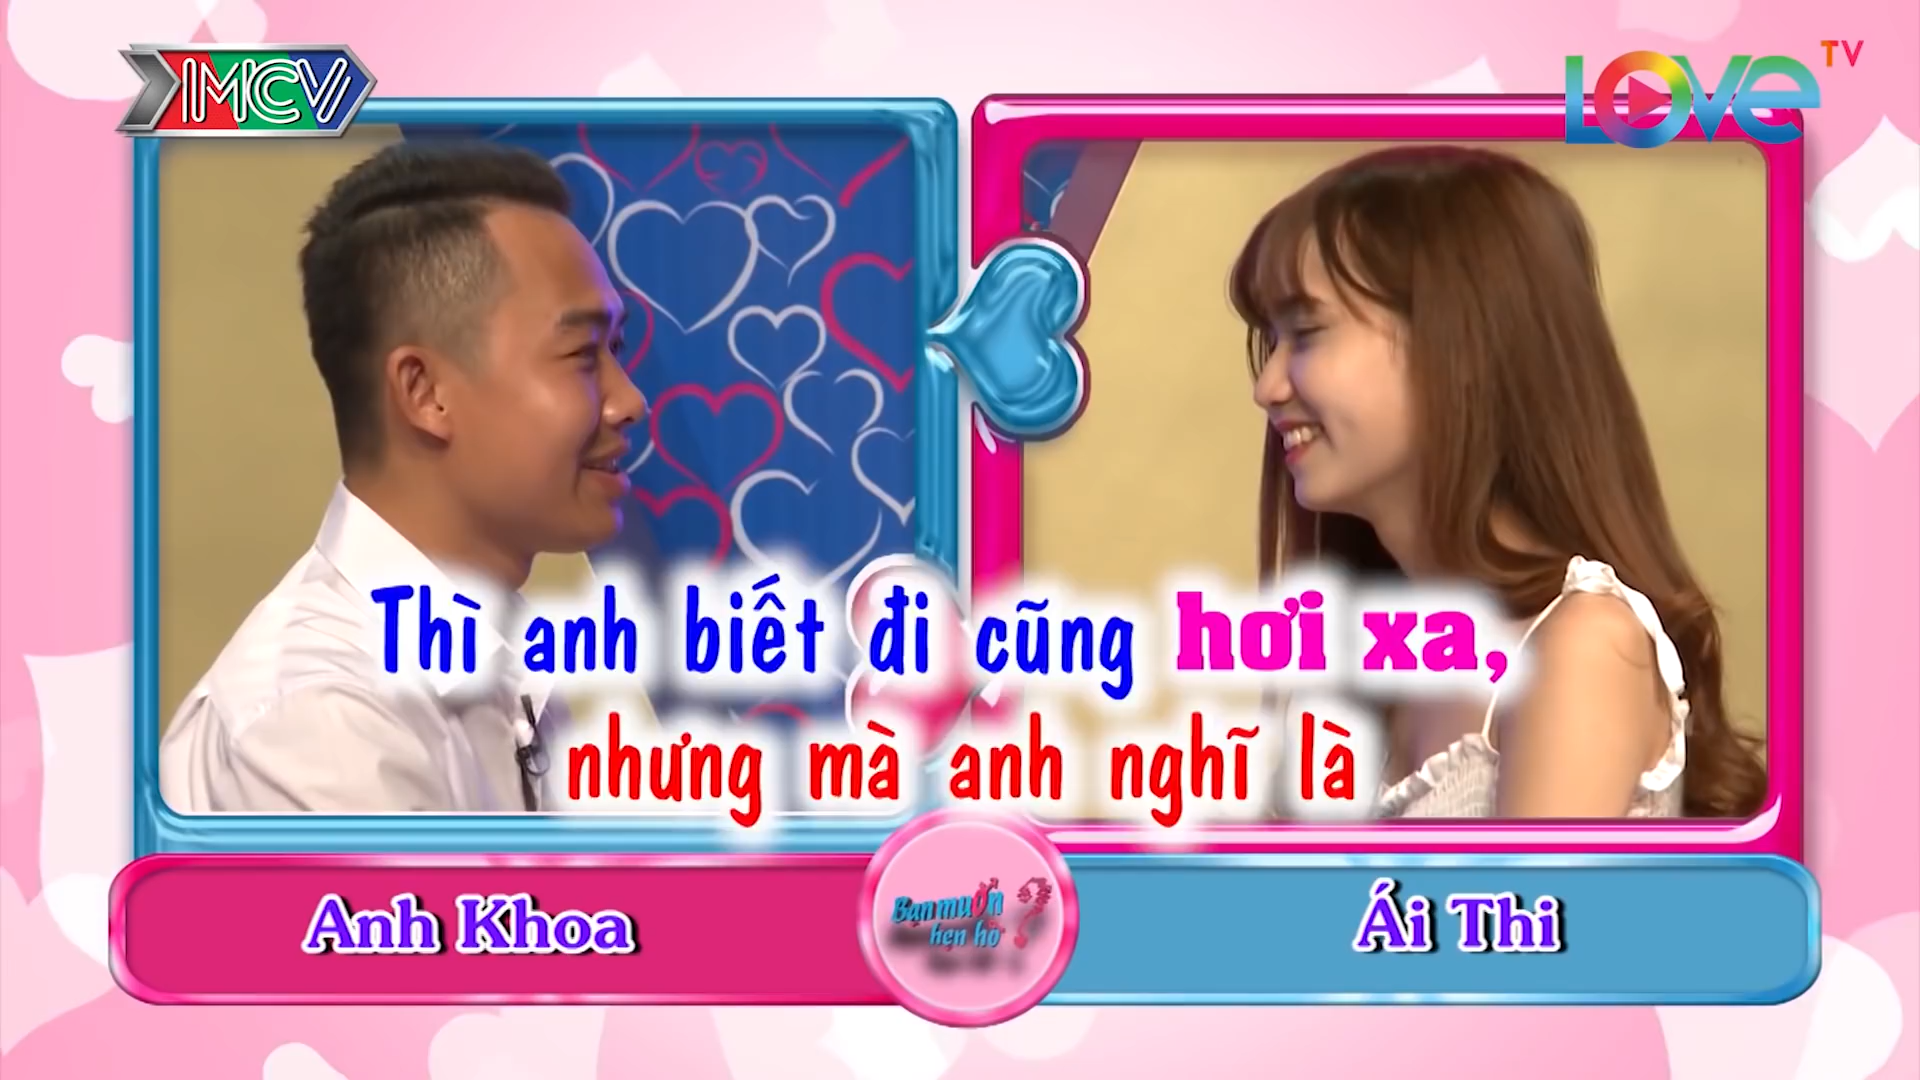 MCV
LOVE TV
Thì anh biết đi cũng hơi xa,
nhưng mà anh nghĩ là
Anh Khoa
Bạn muốn
hẹn hò ?
Ái Thi